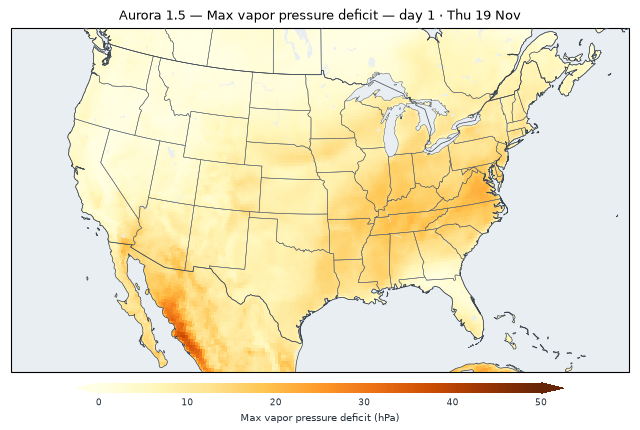 Aurora 1.5 — Max vapor pressure deficit — day 1 · Thu 19 Nov
0 10 20 30 40 50
Max vapor pressure deficit (hPa)